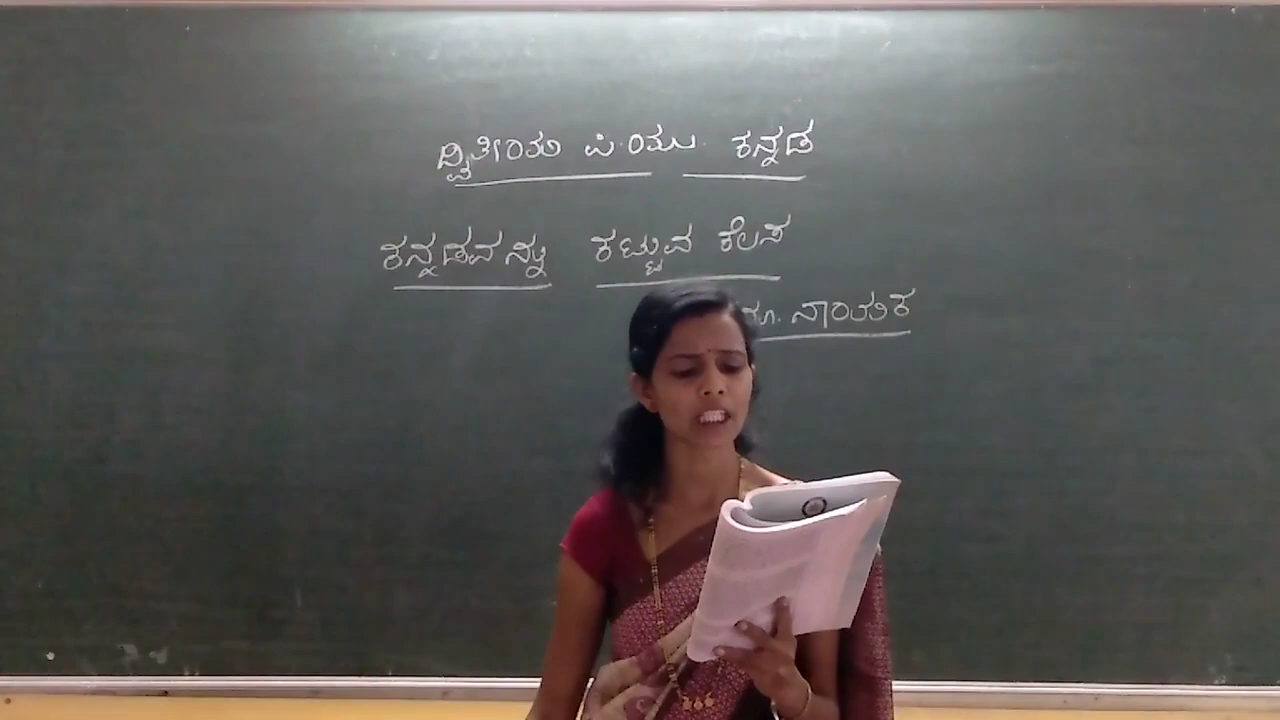 ದ್ವಿತೀಯ ಪಿ.ಯು. ಕನ್ನಡ
ಕನ್ನಡವನ್ನು ಕಟ್ಟುವ ಕೆಲಸ
ನಾಯಕ